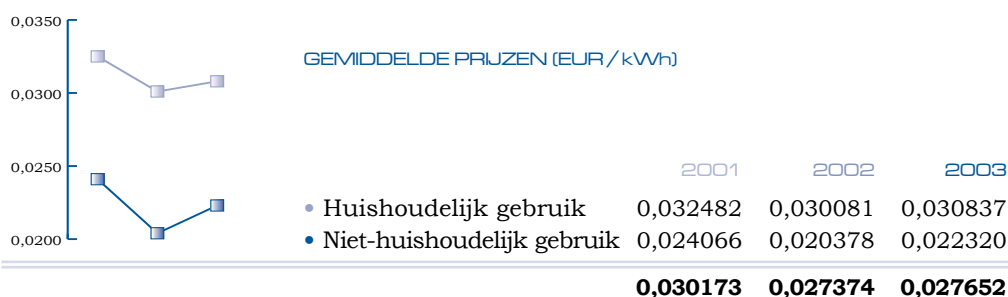 0,0350
GEMIDDELDE PRIJZEN (EUR / kWh)
0,0300
0,0250
2001 2002 2003
• Huishoudelijk gebruik 0,032482 0,030081 0,030837
• Niet-huishoudelijk gebruik 0,024066 0,020378 0,022320
0,0200
0,030173 0,027374 0,027652